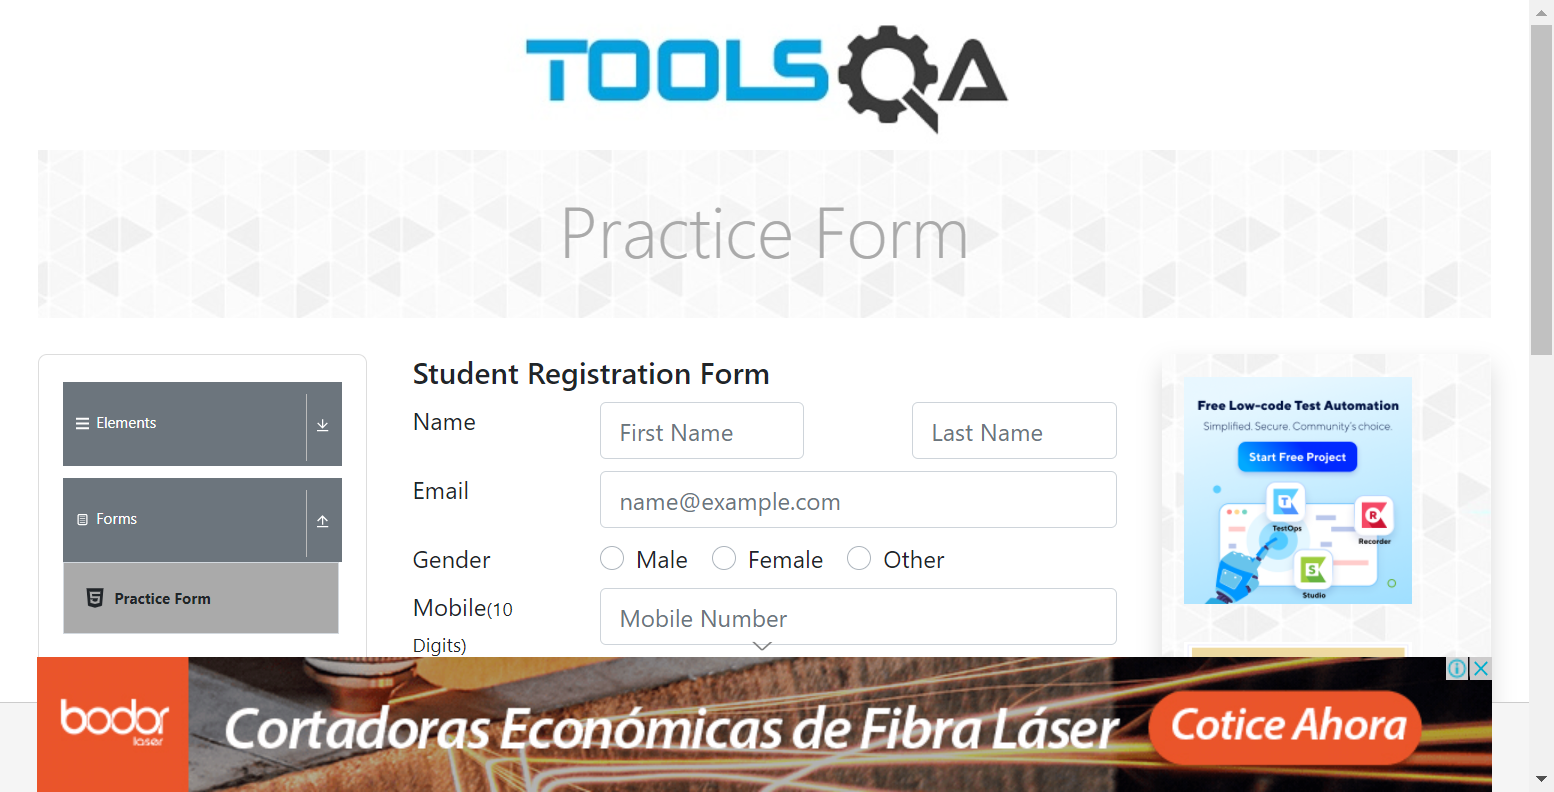 TOOLSQA
Practice Form
Elements
Forms
Practice Form
Student Registration Form
Name
First Name
Last Name
Email
name@example.com
Gender
Male
Female
Other
Mobile(10
Digits)
Mobile Number
Free Low-code Test Automation
Simplified. Secure. Community's choice.
Start Free Project
TestOps
Recorder
Studio
bodor
laser
Cortadoras Económicas de Fibra Láser
Cotice Ahora